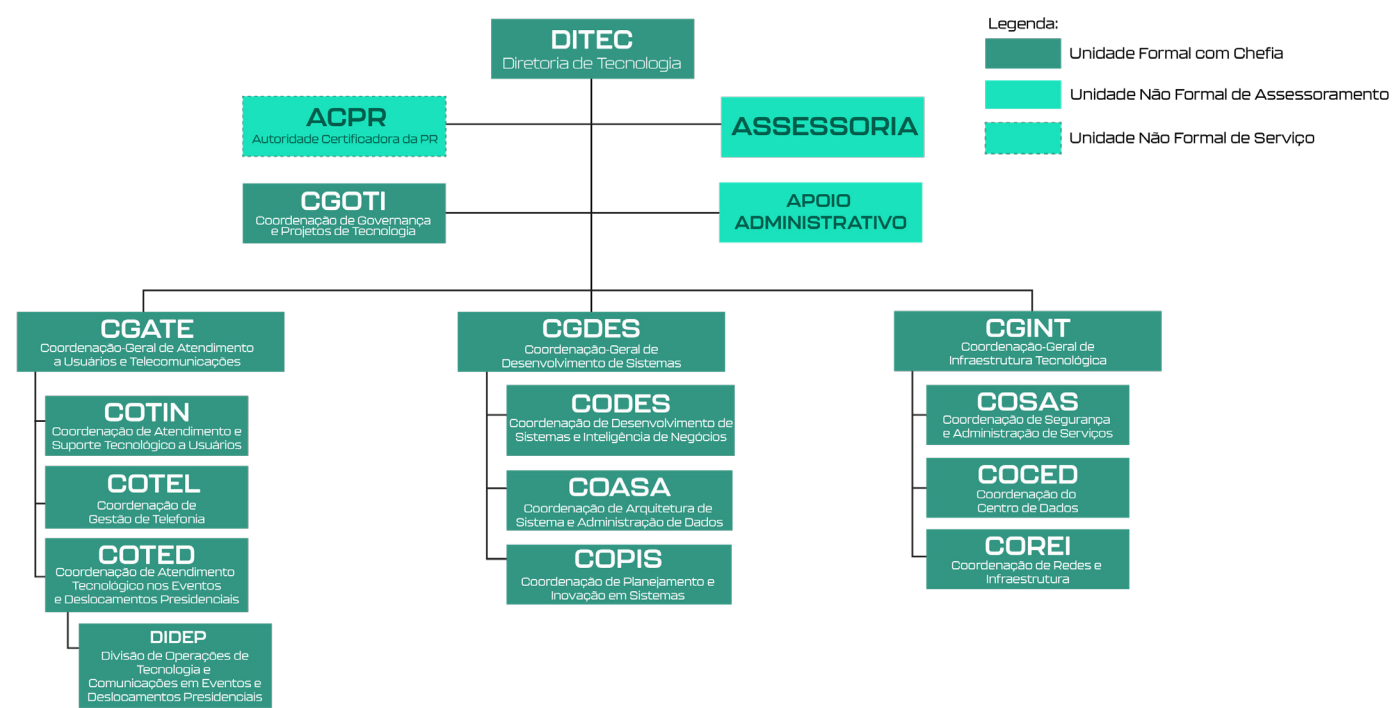 DITEC
Diretoria de Tecnologia
Legenda:
Unidade Formal com Chefia
Unidade Não Formal de Assessoramento
Unidade Não Formal de Serviço
ACPR
Autoridade Certificadora da PR
ASSESSORIA
CGOTI
Coordenação de Governança
e Projetos de Tecnologia
APOIO
ADMINISTRATIVO
CGATE
Coordenação-Geral de Atendimento
a Usuários e Telecomunicações
COTIN
Coordenação de Atendimento e
Suporte Tecnológico a Usuários
COTEL
Coordenação de
Gestão de Telefonia
COTED
Coordenação de Atendimento
Tecnológico nos Eventos
e Deslocamentos Presidenciais
DIDEP
Divisão de Operações de
Tecnologia e
Comunicações em Eventos e
Deslocamentos Presidenciais
CGDES
Coordenação-Geral de
Desenvolvimento de Sistemas
CODES
Coordenação de Desenvolvimento de
Sistemas e Inteligência de Negócios
COASA
Coordenação de Arquitetura de
Sistema e Administração de Dados
COPIS
Coordenação de Planejamento e
Inovação em Sistemas
CGINT
Coordenação-Geral de
Infraestrutura Tecnológica
COSAS
Coordenação de Segurança
e Administração de Serviços
COCED
Coordenação do
Centro de Dados
COREI
Coordenação de Redes e
Infraestrutura